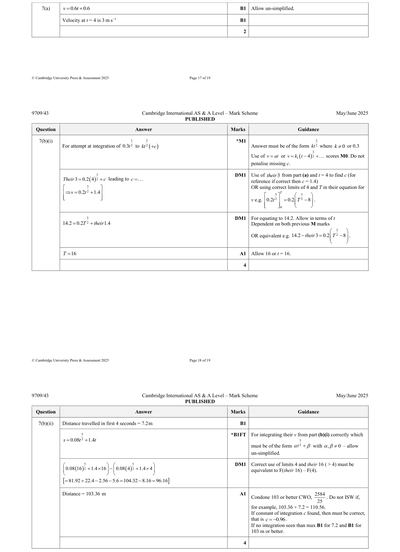 7(a) v = 0.6t + 0.6 B1 Allow un-simplified.
Velocity at t = 4 is 3 m s⁻¹ B1
2
© Cambridge University Press & Assessment 2025 Page 17 of 19
9709/43 Cambridge International AS & A Level – Mark Scheme May/June 2025
PUBLISHED
Question Answer Marks Guidance
7(b)(i) For attempt at integration of 0.3t^{1/2} to kt^{3/2} (+c) *M1 Answer must be of the form kt^{3/2} where k ≠ 0 or 0.3
Use of v = at or v = k₁(t − 4)^{3/2} + … scores M0. Do not
penalise missing c.
Their 3 = 0.2(4)^{3/2} + c leading to c = … DM1 Use of their 3 from part (a) and t = 4 to find c (for
reference if correct then c = 1.4)
OR using correct limits of 4 and T in their equation for
[⇒ v = 0.2t^{3/2} + 1.4]
14.2 = 0.2T^{3/2} + their 1.4 DM1 For equating to 14.2. Allow in terms of t
Dependent on both previous M marks
OR equivalent e.g. 14.2 − their 3 = 0.2(T^{3/2} − 8).
T = 16 A1 Allow 16 or t = 16.
4
© Cambridge University Press & Assessment 2025 Page 18 of 19
9709/43 Cambridge International AS & A Level – Mark Scheme May/June 2025
PUBLISHED
Question Answer Marks Guidance
7(b)(ii) Distance travelled in first 4 seconds = 7.2m B1
s = 0.08t^{5/2} + 1.4t *B1FT For integrating their v from part (b)(i) correctly which
must be of the form αt^{3/2} + β with α, β ≠ 0 – allow
un-simplified.
(0.08(16)^{5/2} + 1.4 × 16) − (0.08(4)^{5/2} + 1.4 × 4) DM1 Correct use of limits 4 and their 16 (> 4) must be
equivalent to F(their 16) – F(4).
[= 81.92 + 22.4 − 2.56 − 5.6 = 104.32 − 8.16 = 96.16]
Distance = 103.36 m A1 Condone 103 or better CWO, 2584/25 . Do not ISW if,
for example, 103.36 + 7.2 = 110.56.
If constant of integration c found, then must be correct,
that is c = –0.96.
If no integration seen than max B1 for 7.2 and B1 for
103 m or better.
4